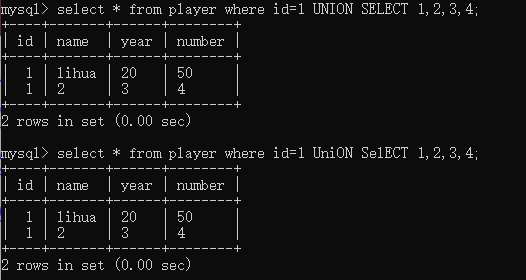 mysql> select * from player where id=1 UNION SELECT 1,2,3,4;
+----+-------+------+--------+
| id | name | year | number |
+----+-------+------+--------+
| 1 | lihua | 20 | 50 |
| 1 | 2 | 3 | 4 |
+----+-------+------+--------+
2 rows in set (0.00 sec)
mysql> select * from player where id=1 UniON SelECT 1,2,3,4;
+----+-------+------+--------+
| id | name | year | number |
+----+-------+------+--------+
| 1 | lihua | 20 | 50 |
| 1 | 2 | 3 | 4 |
+----+-------+------+--------+
2 rows in set (0.00 sec)